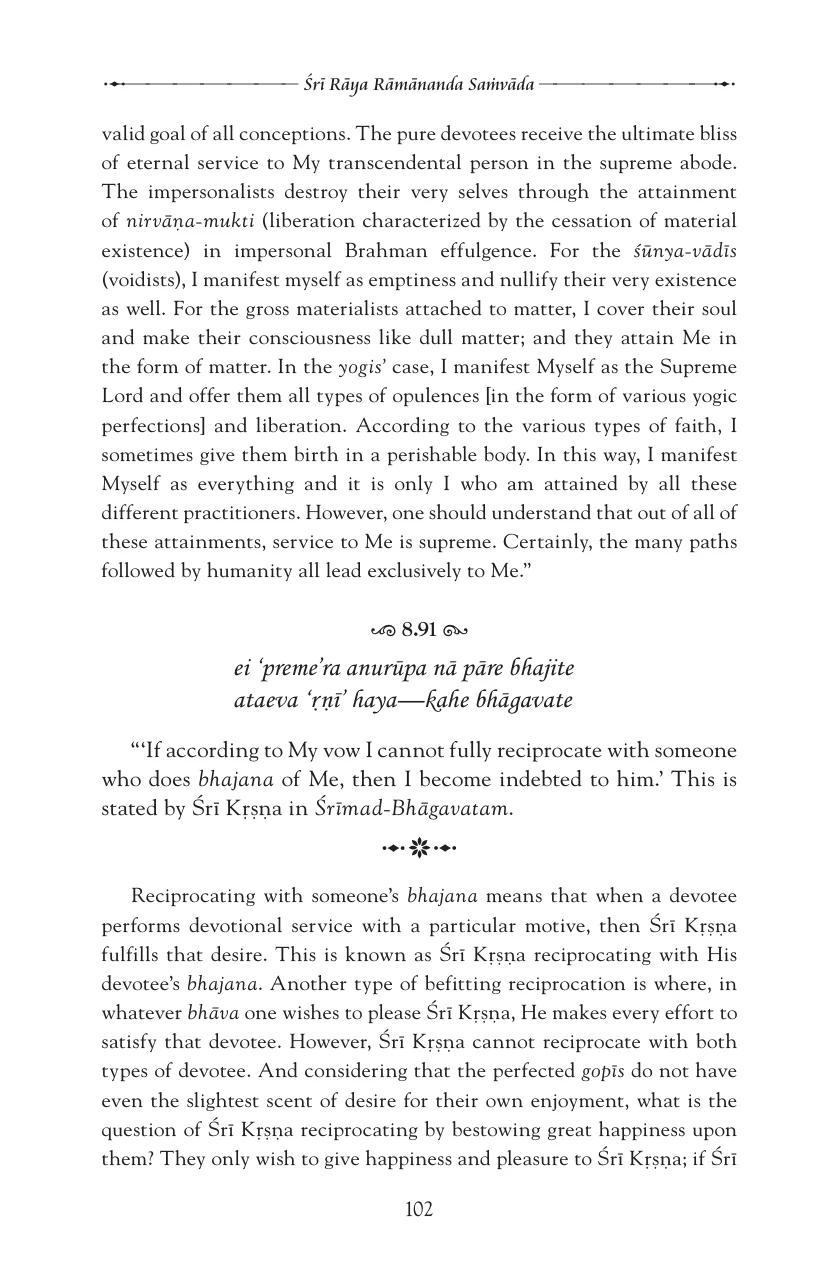 Śrī Rāya Rāmānanda Saṁvāda
valid goal of all conceptions. The pure devotees receive the ultimate bliss
of eternal service to My transcendental person in the supreme abode.
The impersonalists destroy their very selves through the attainment
of nirvāṇa-mukti (liberation characterized by the cessation of material
existence) in impersonal Brahman effulgence. For the śūnya-vādīs
(voidists), I manifest myself as emptiness and nullify their very existence
as well. For the gross materialists attached to matter, I cover their soul
and make their consciousness like dull matter; and they attain Me in
the form of matter. In the yogis’ case, I manifest Myself as the Supreme
Lord and offer them all types of opulences [in the form of various yogic
perfections] and liberation. According to the various types of faith, I
sometimes give them birth in a perishable body. In this way, I manifest
Myself as everything and it is only I who am attained by all these
different practitioners. However, one should understand that out of all of
these attainments, service to Me is supreme. Certainly, the many paths
followed by humanity all lead exclusively to Me.”
8.91
ei ‘preme’ra anurūpa nā pāre bhajite
ataeva ‘ṛṇī’ haya—kahe bhāgavate
“‘If according to My vow I cannot fully reciprocate with someone
who does bhajana of Me, then I become indebted to him.’ This is
stated by Śrī Kṛṣṇa in Śrīmad-Bhāgavatam.
Reciprocating with someone’s bhajana means that when a devotee
performs devotional service with a particular motive, then Śrī Kṛṣṇa
fulfills that desire. This is known as Śrī Kṛṣṇa reciprocating with His
devotee’s bhajana. Another type of befitting reciprocation is where, in
whatever bhāva one wishes to please Śrī Kṛṣṇa, He makes every effort to
satisfy that devotee. However, Śrī Kṛṣṇa cannot reciprocate with both
types of devotee. And considering that the perfected gopīs do not have
even the slightest scent of desire for their own enjoyment, what is the
question of Śrī Kṛṣṇa reciprocating by bestowing great happiness upon
them? They only wish to give happiness and pleasure to Śrī Kṛṣṇa; if Śrī
102